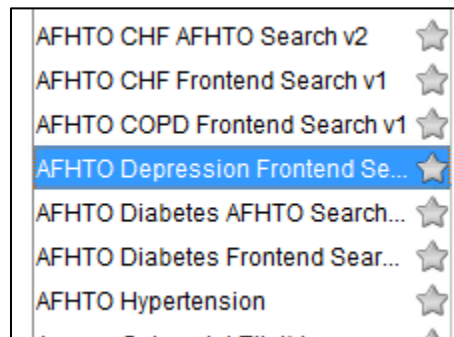 AFHTO CHF AFHTO Search v2
AFHTO CHF Frontend Search v1
AFHTO COPD Frontend Search v1
AFHTO Depression Frontend Se...
AFHTO Diabetes AFHTO Search...
AFHTO Diabetes Frontend Sear...
AFHTO Hypertension